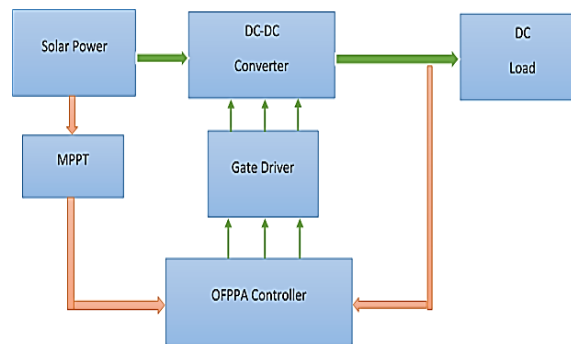 Solar Power
DC-DC
Converter
DC
Load
MPPT
Gate Driver
OFPPA Controller